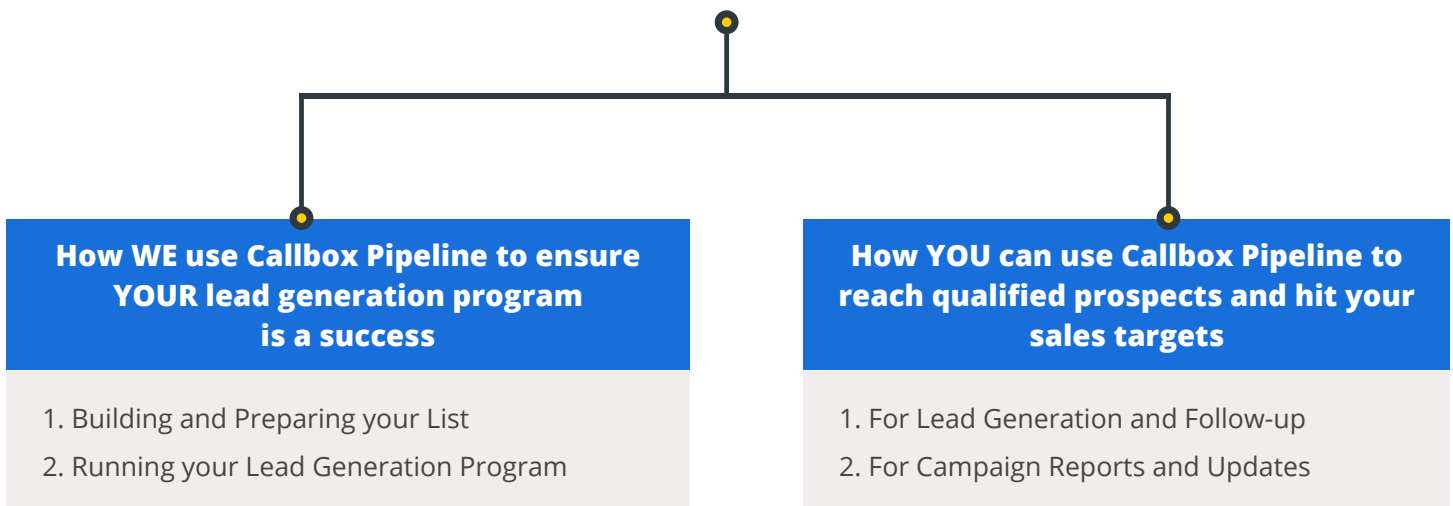 How WE use Callbox Pipeline to ensure
YOUR lead generation program
is a success
1. Building and Preparing your List
2. Running your Lead Generation Program
How YOU can use Callbox Pipeline to
reach qualified prospects and hit your
sales targets
1. For Lead Generation and Follow-up
2. For Campaign Reports and Updates